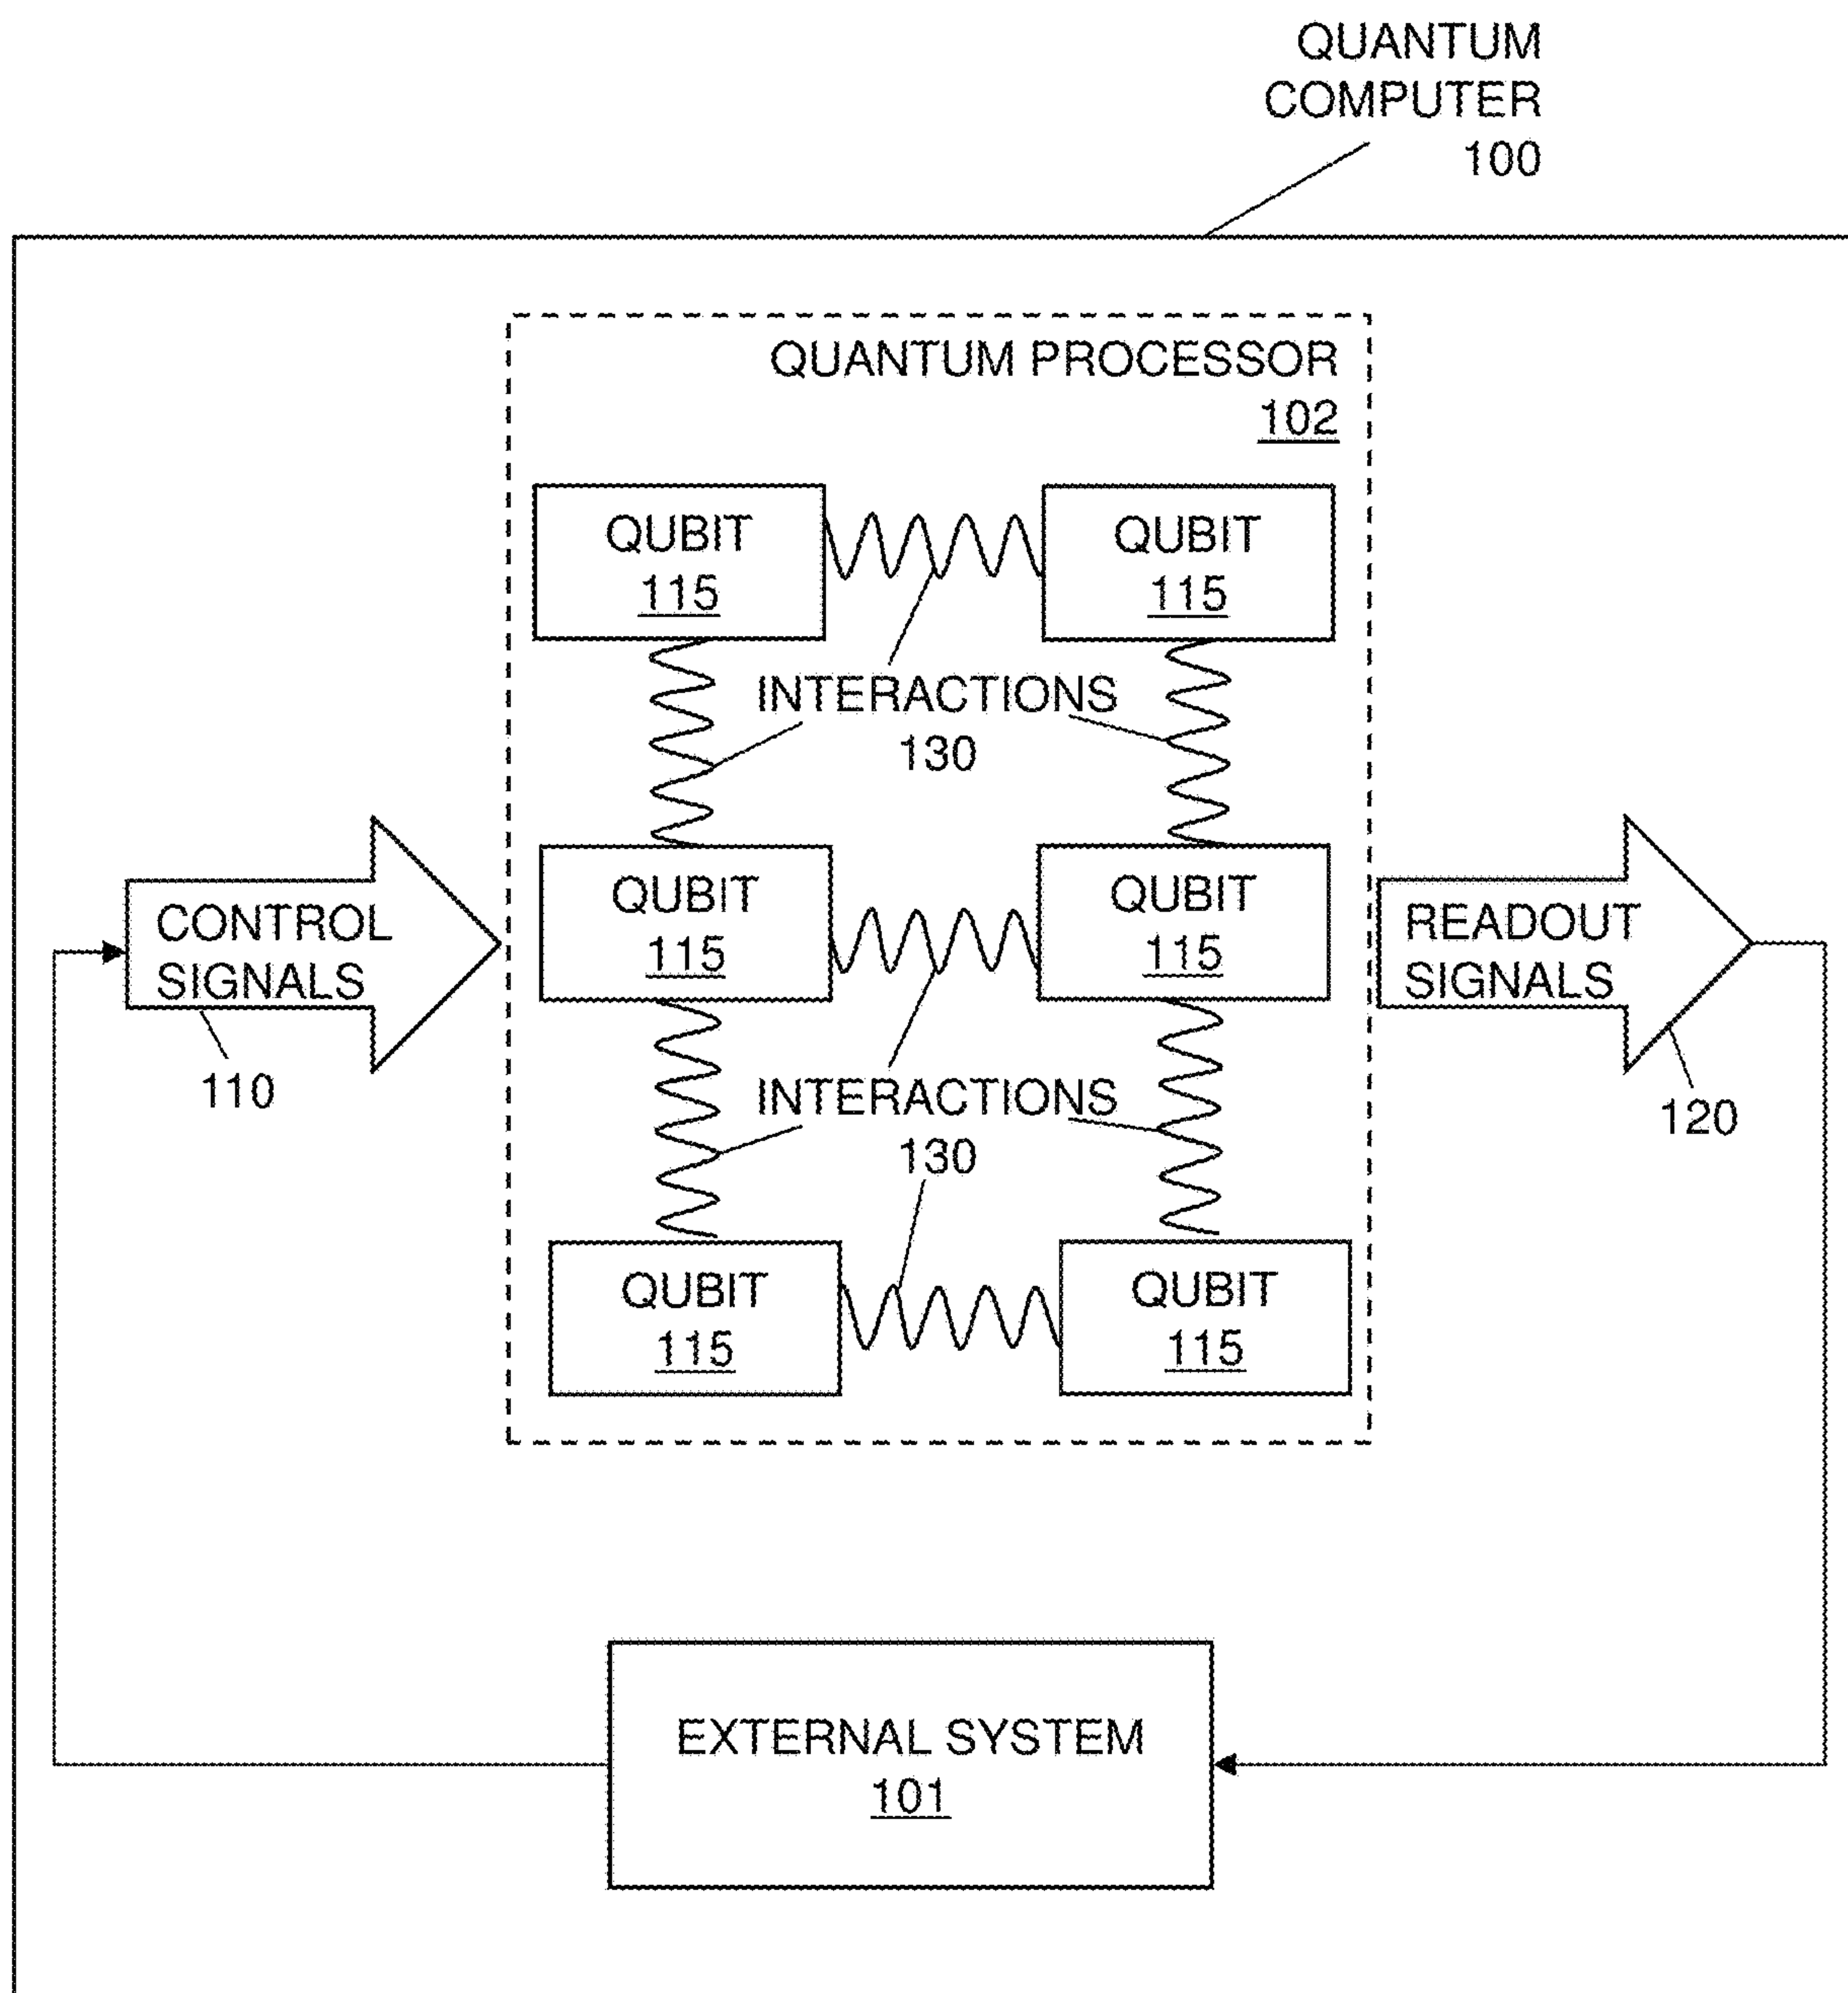 QUANTUM
COMPUTER
100
QUANTUM PROCESSOR
102
QUBIT
115
QUBIT
115
INTERACTIONS
130
CONTROL
SIGNALS
110
QUBIT
115
QUBIT
115
READOUT
SIGNALS
120
INTERACTIONS
130
QUBIT
115
QUBIT
115
EXTERNAL SYSTEM
101